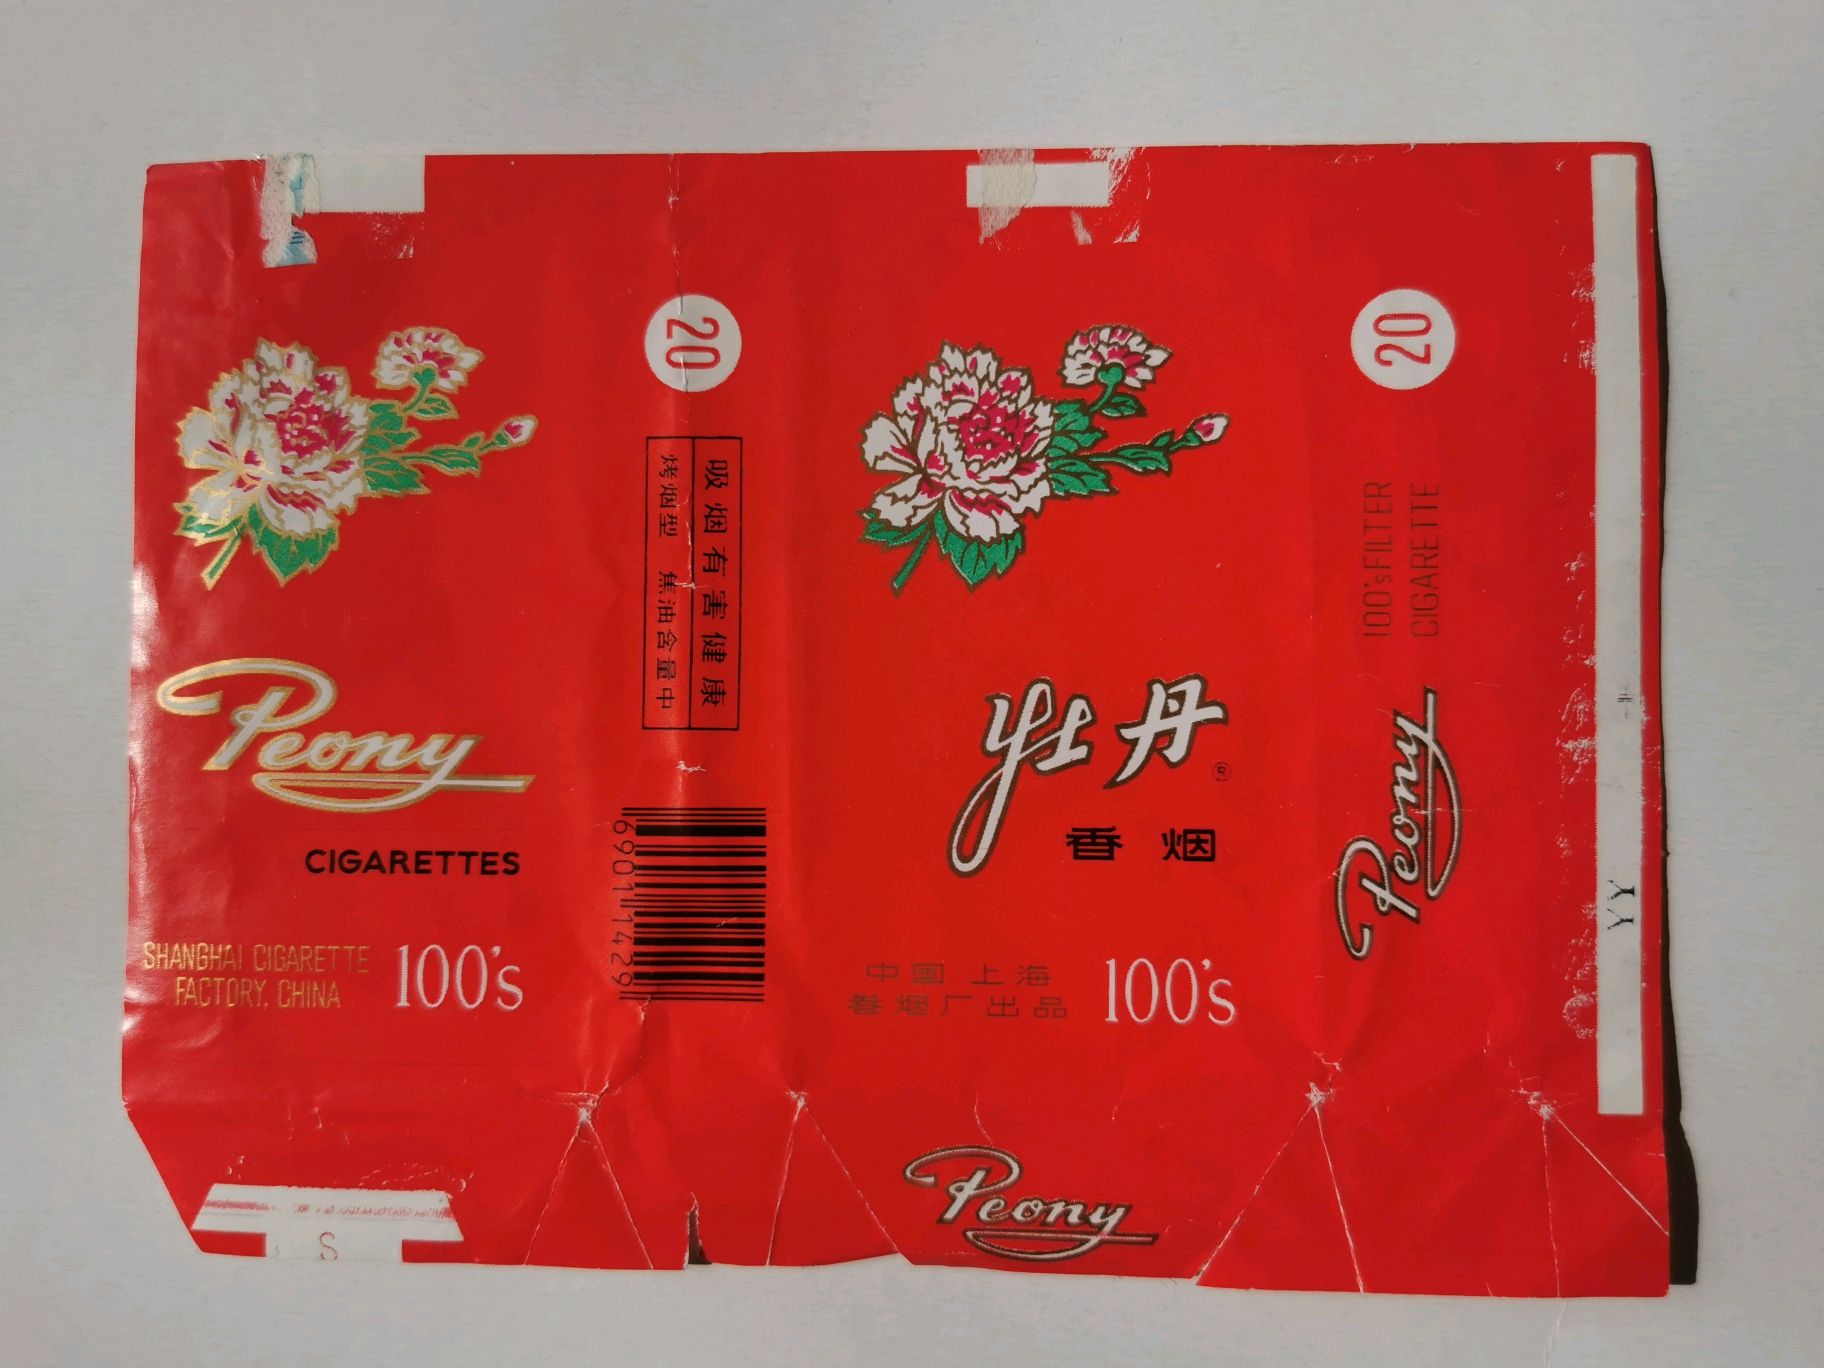 Peony
CIGARETTES
SHANGHAI CIGARETTE
FACTORY, CHINA
100's
S
20
吸烟有害健康
烤烟型 焦油含量中
6901 1429
牡丹
®
香烟
中国 上海
卷烟厂出品
100's
Peony
20
100's FILTER
CIGARETTE
Peony
YY